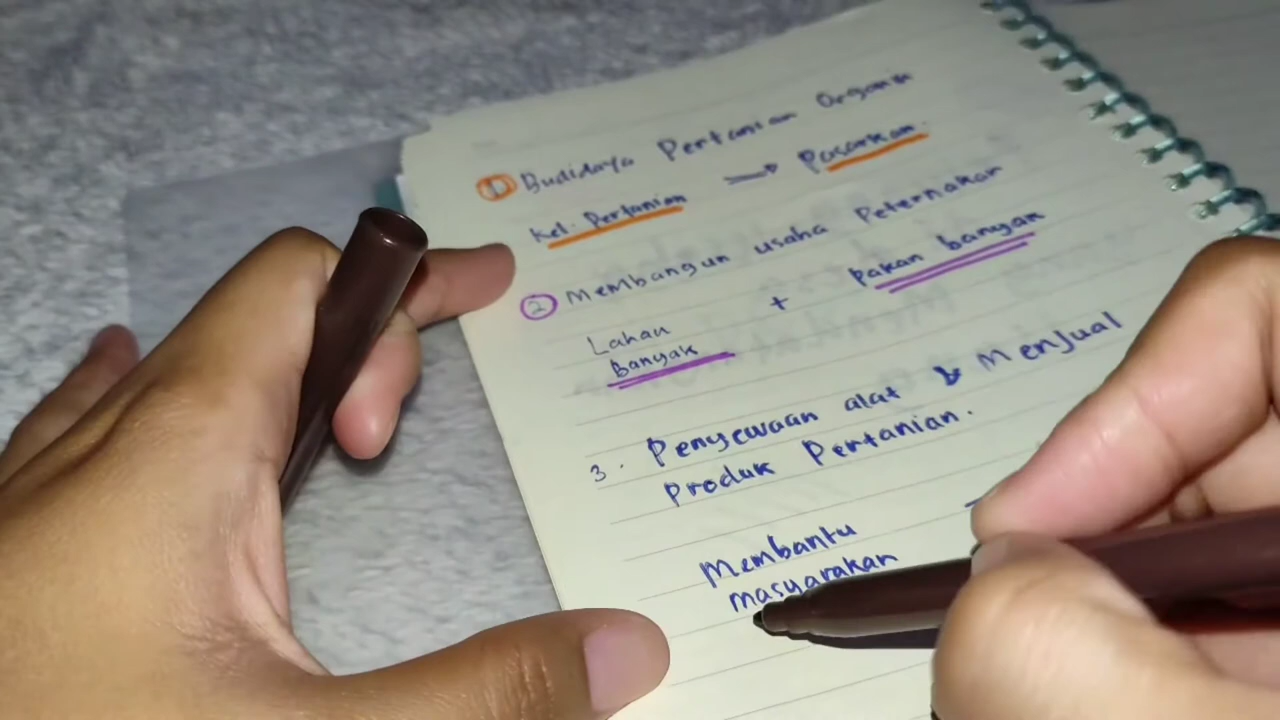 ① Budidaya Pertanian Organik
Kel. Pertanian → Pasarkan.
② Membangun usaha Peternakan
Lahan + Pakan banyan
Banyak
3. Penyewaan alat & Menjual
Produk Pertanian.
Membantu
masyarakan